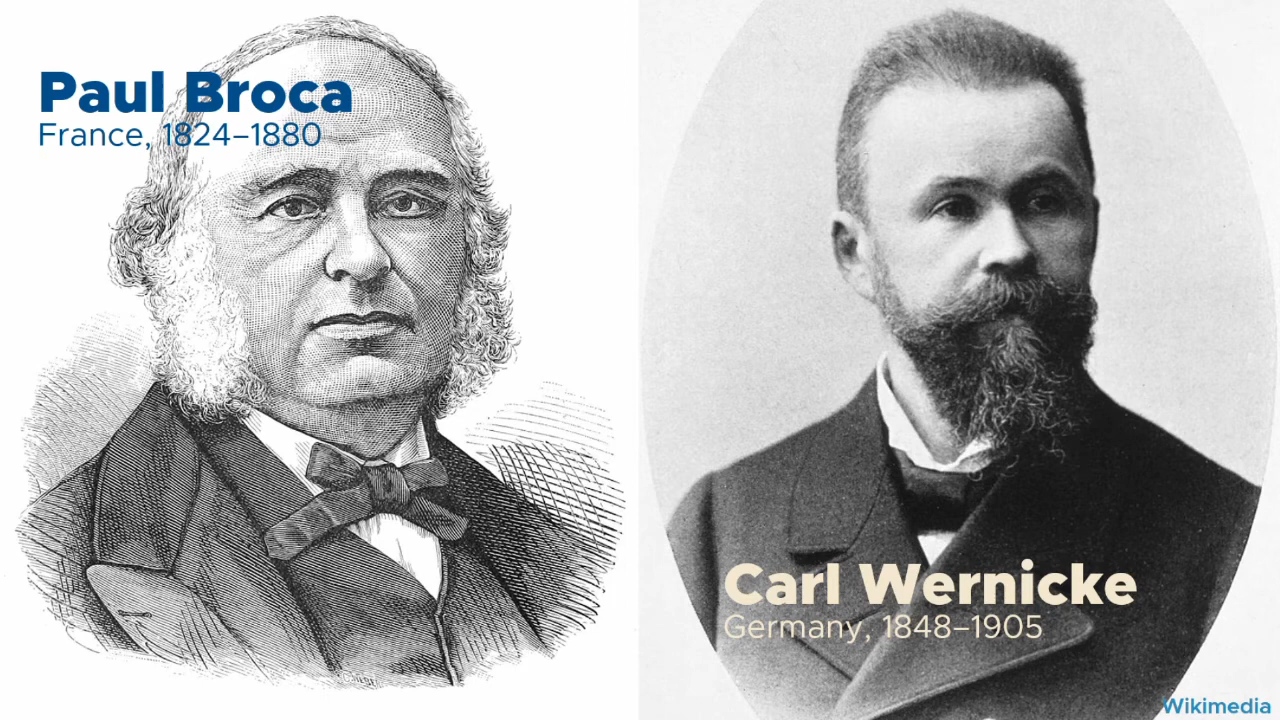 Paul Broca
France, 1824–1880
Carl Wernicke
Germany, 1848–1905
Wikimedia